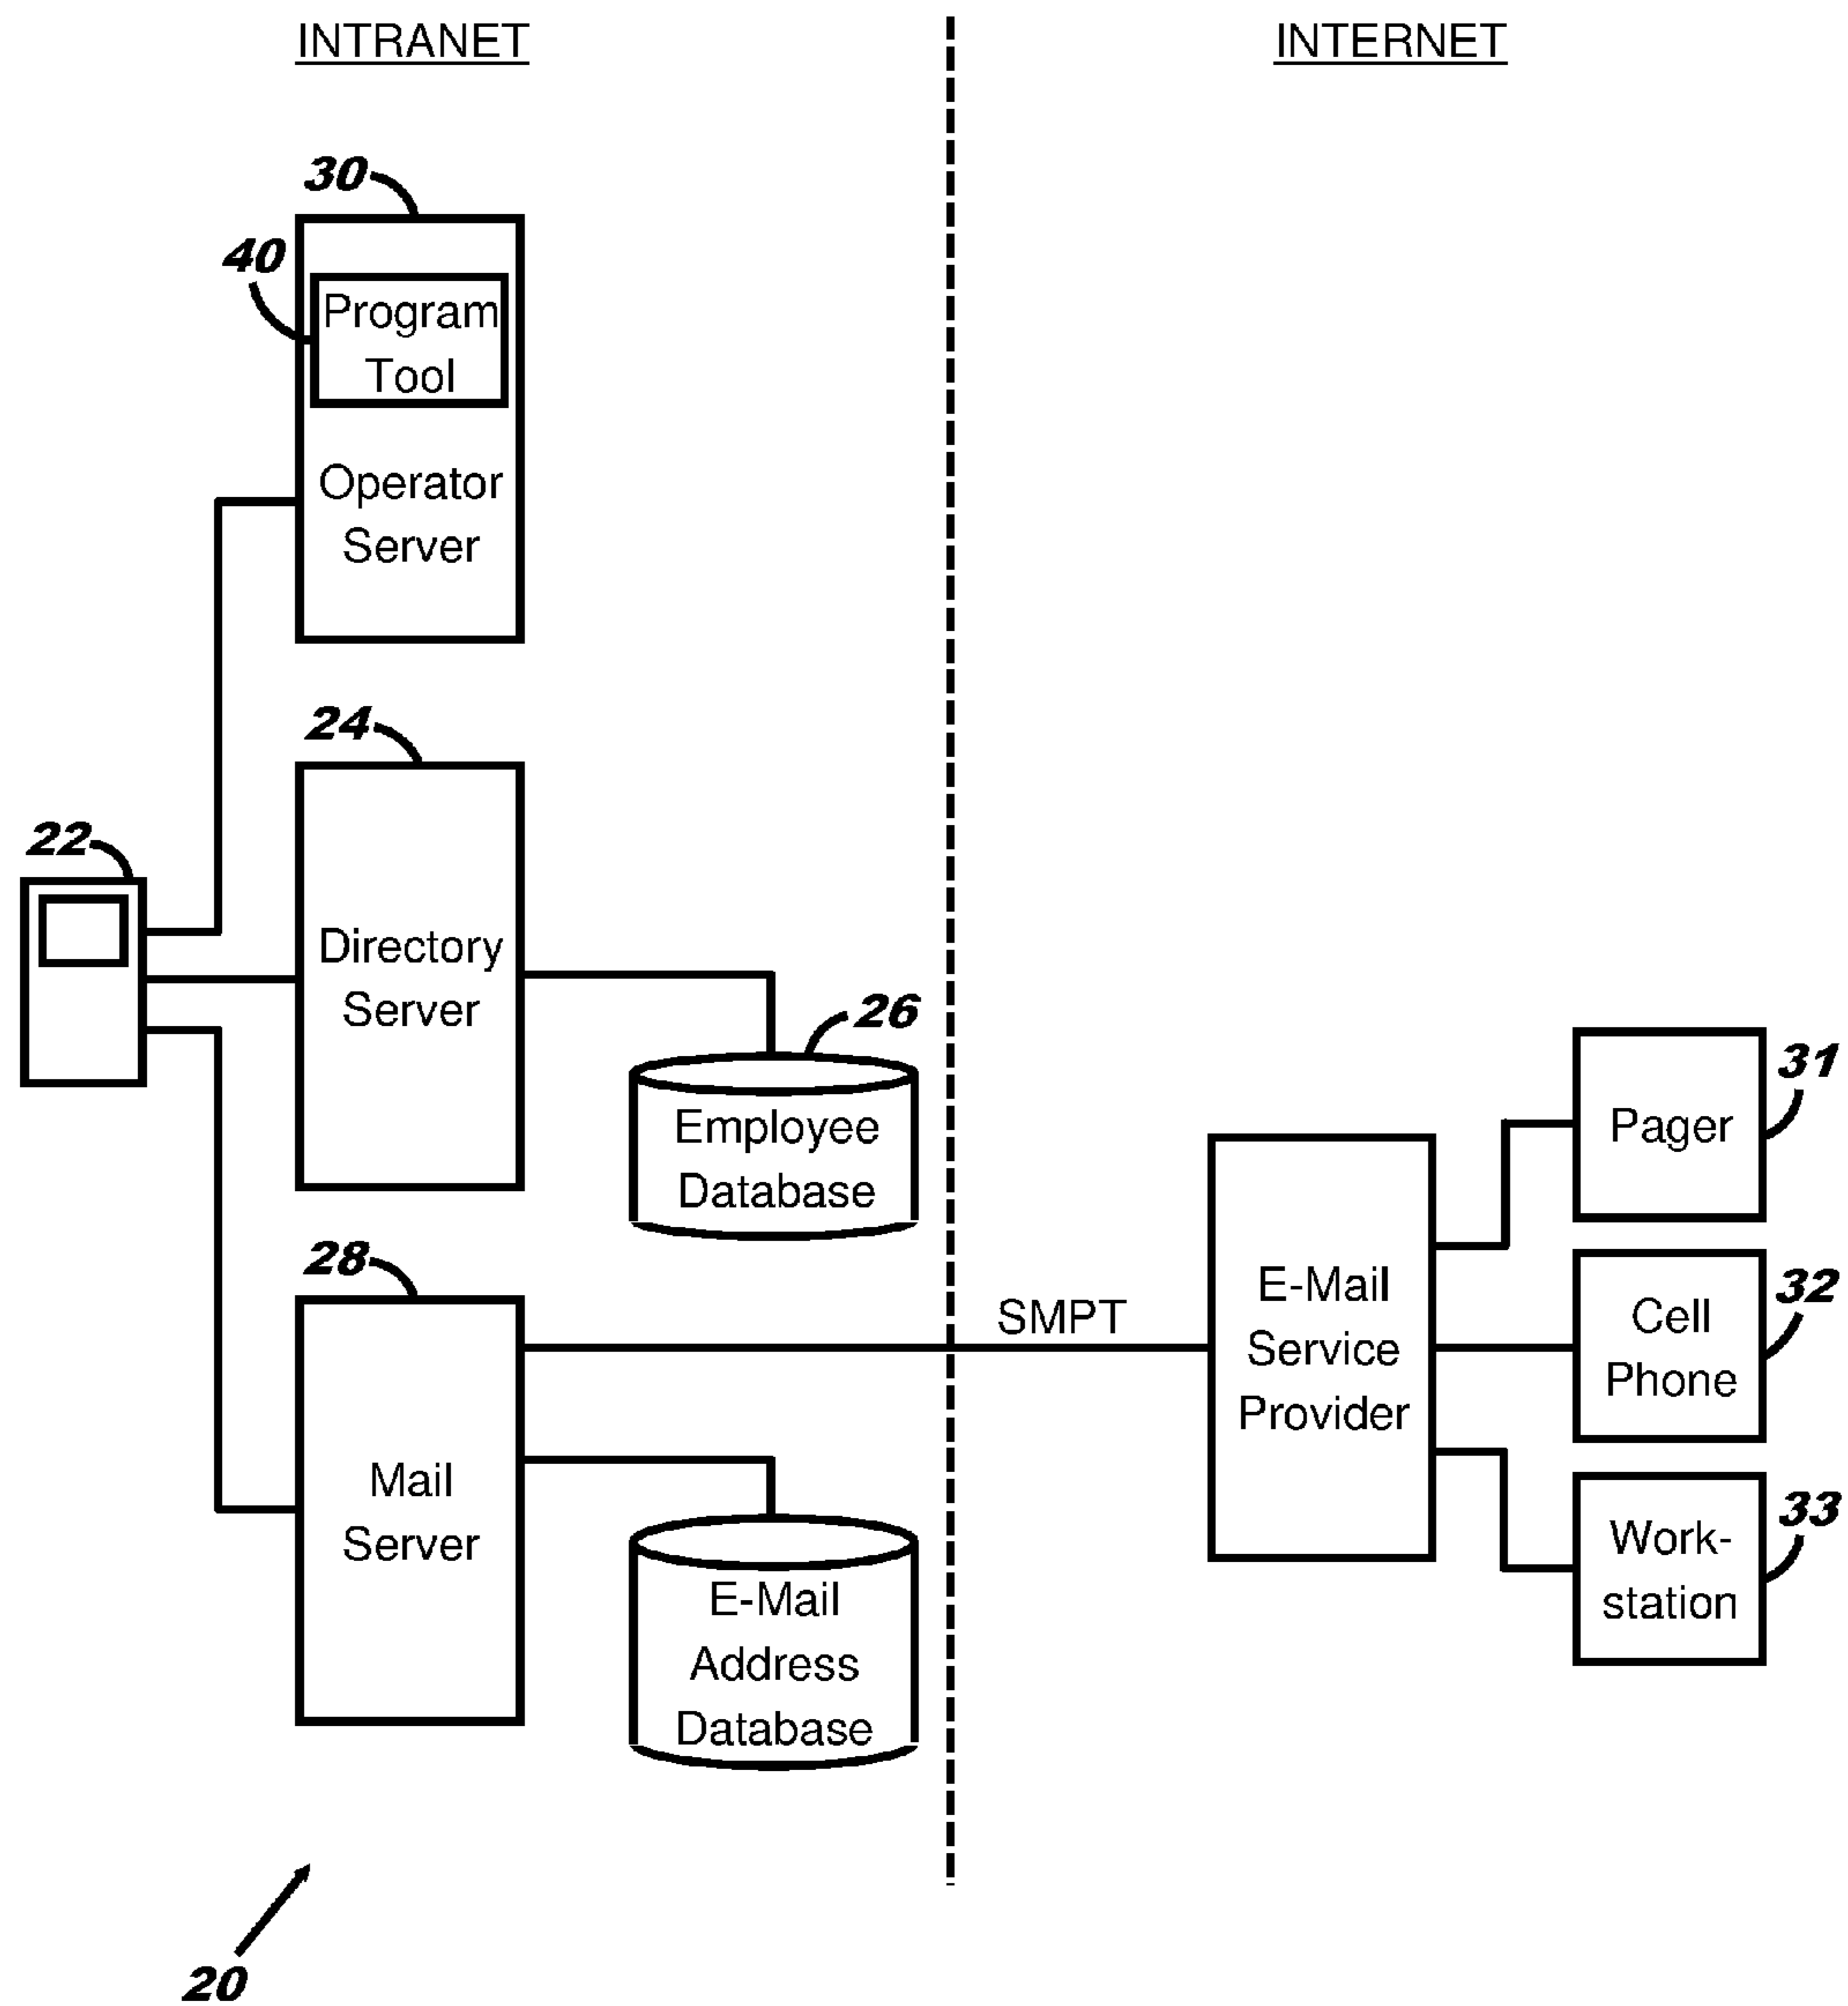 INTRANET
INTERNET
30
40
Program
Tool
Operator
Server
24
22
Directory
Server
26
Employee
Database
31
Pager
28
SMPT
E-Mail
Service
Provider
32
Cell
Phone
Mail
Server
33
Work-
station
E-Mail
Address
Database
20